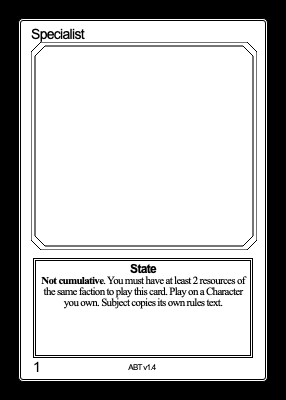 Specialist
State
Not cumulative. You must have at least 2 resources of
the same faction to play this card. Play on a Character
you own. Subject copies its own rules text.
1
ABT v1.4